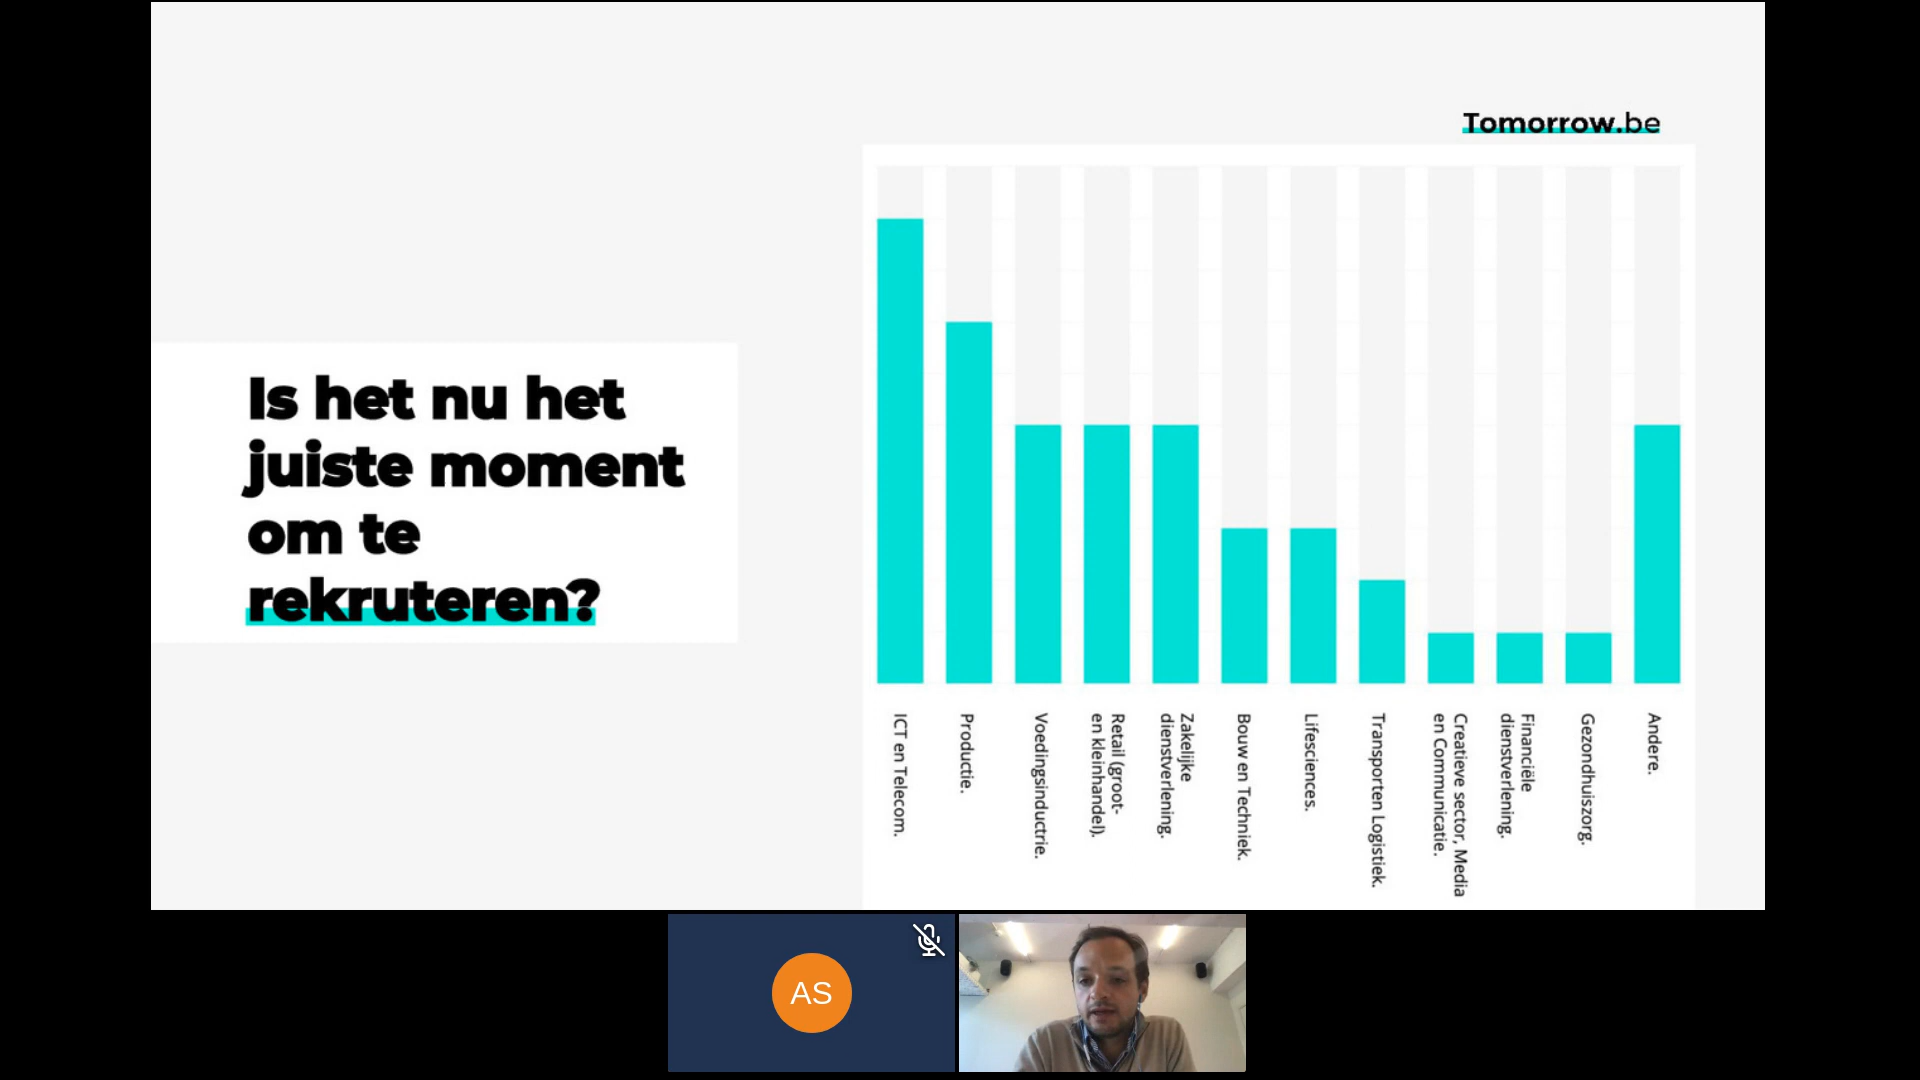 Tomorrow.be
Is het nu het
juiste moment
om te
rekruteren?
ICT en Telecom.
Productie.
Voedingsinductrie.
Retail (groot-
en kleinhandel).
Zakelijke
dienstverlening.
Bouw en Techniek.
Lifesciences.
Transporten Logistiek.
Creatieve sector, Media
en Communicatie.
Financiële
dienstverlening.
Gezondhuiszorg.
Andere.
AS